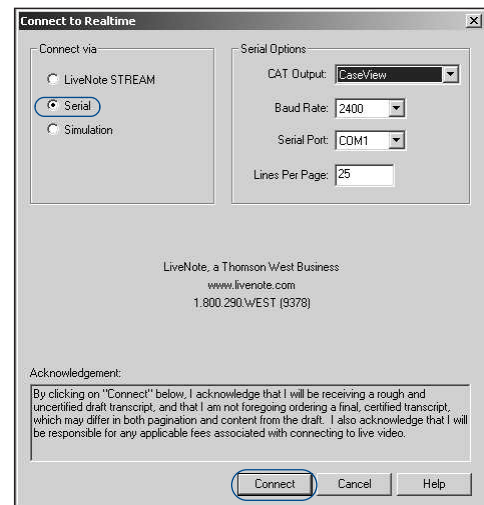 Connect to Realtime
Connect via
LiveNote STREAM
Serial
Simulation
Serial Options
CAT Output: CaseView
Baud Rate: 2400
Serial Port: COM1
Lines Per Page: 25
LiveNote, a Thomson West Business
www.livenote.com
1.800.290.WEST (9378)
Acknowledgement:
By clicking on "Connect" below, I acknowledge that I will be receiving a rough and
uncertified draft transcript, and that I am not foregoing ordering a final, certified transcript,
which may differ in both pagination and content from the draft. I also acknowledge that I will
be responsible for any applicable fees associated with connecting to live video.
Connect
Cancel
Help